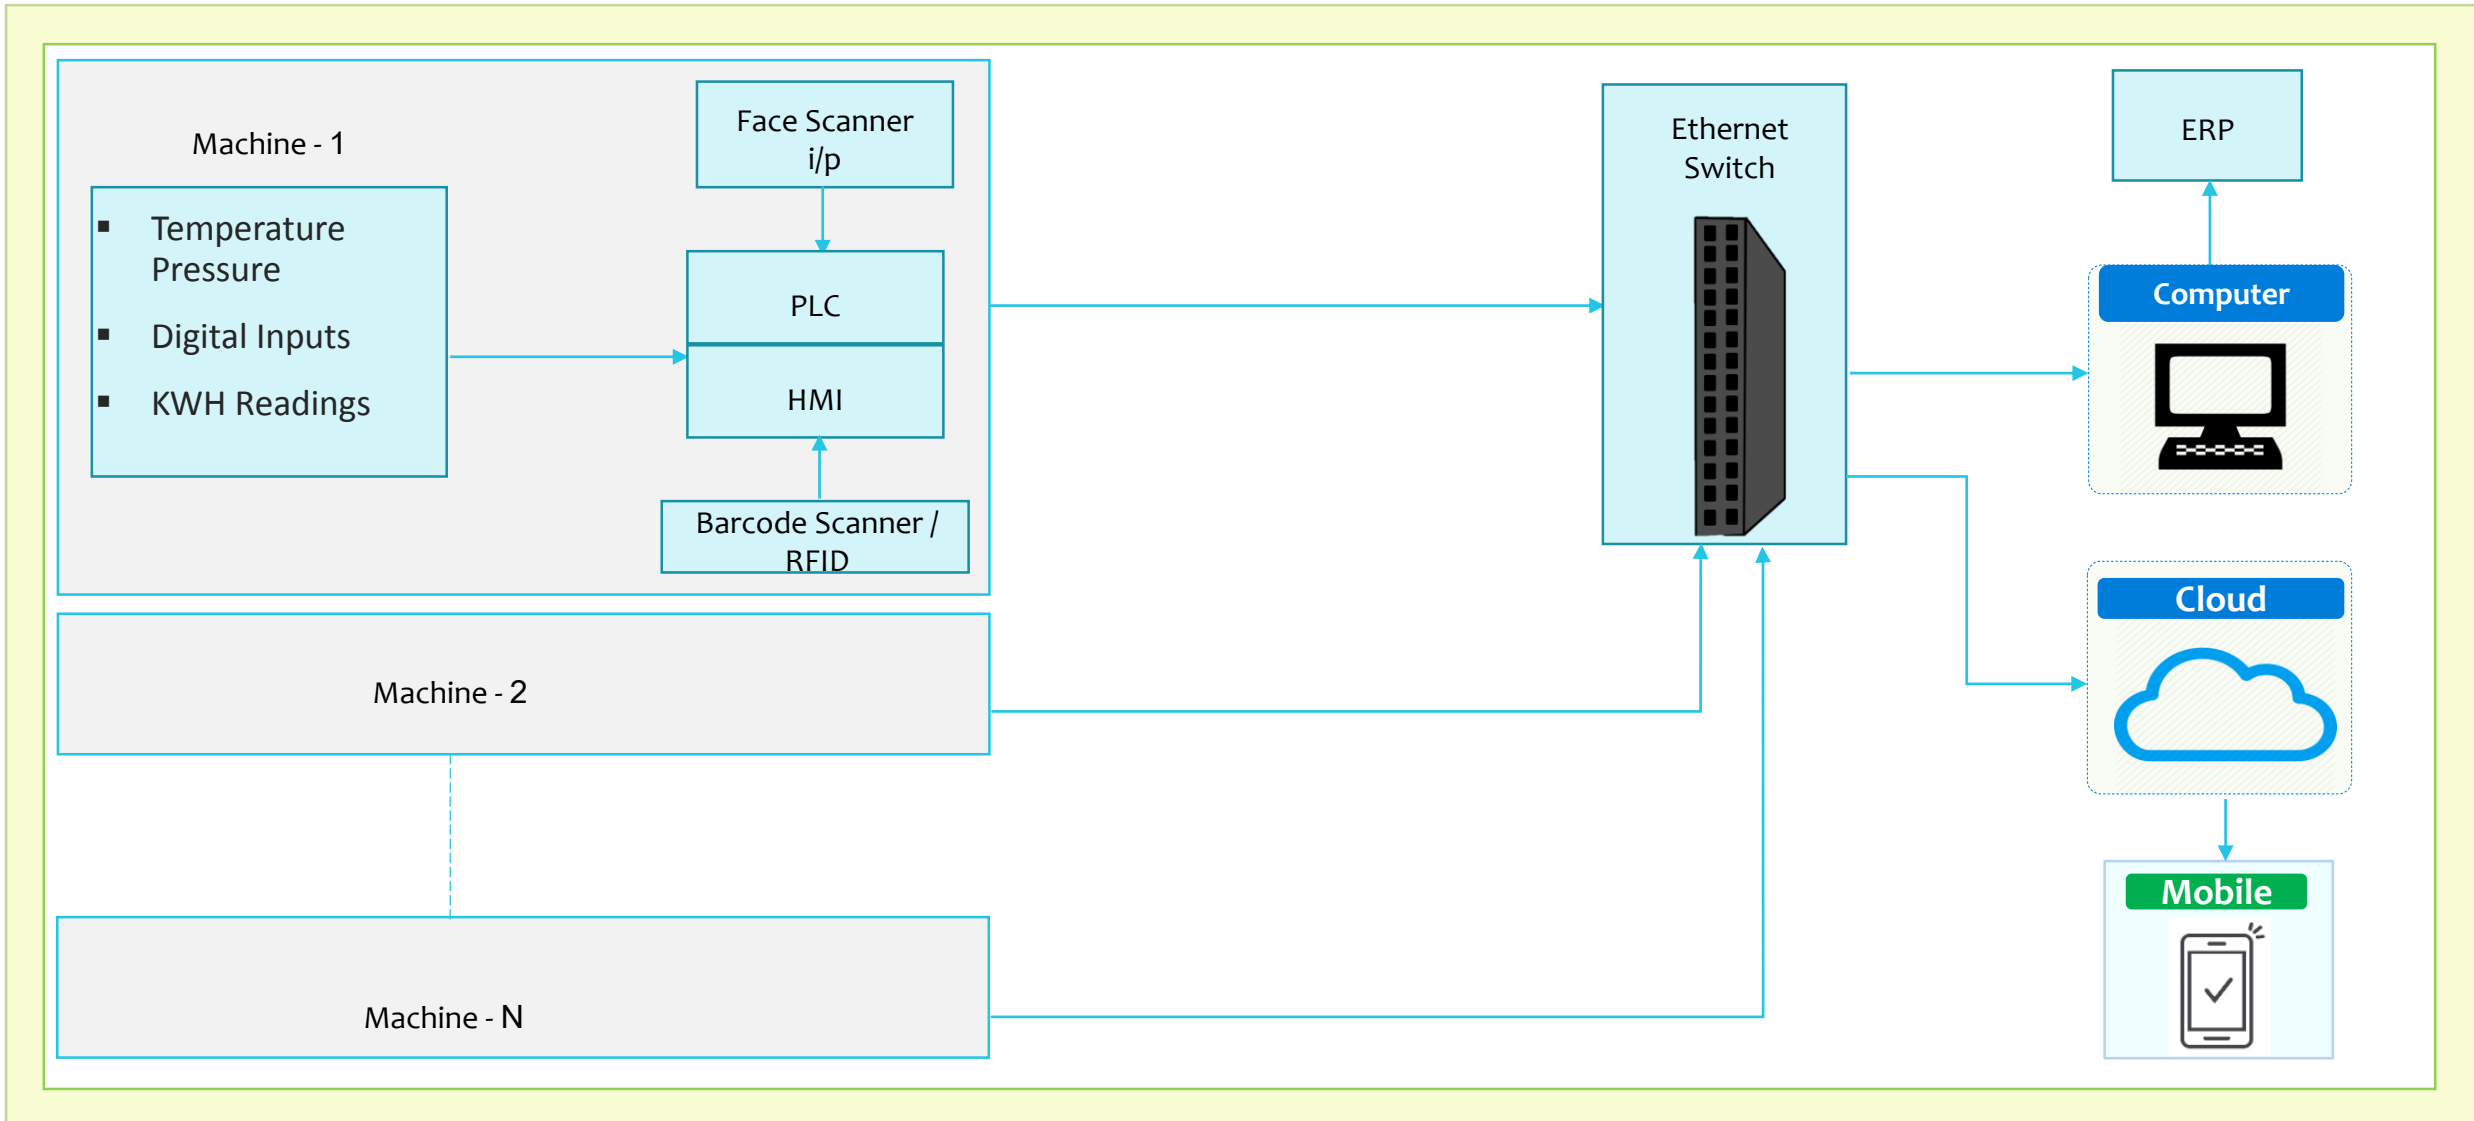 Machine - 1
Face Scanner
i/p
▪ Temperature
Pressure
▪ Digital Inputs
▪ KWH Readings
PLC
HMI
Barcode Scanner /
RFID
Machine - 2
Machine - N
Ethernet
Switch
ERP
Computer
Cloud
Mobile